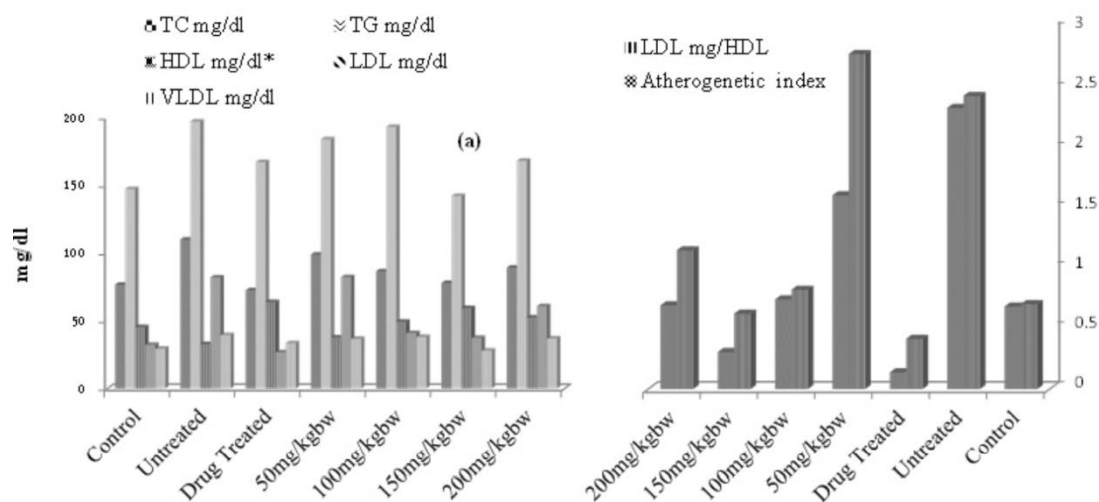 TC mg/dl
TG mg/dl
HDL mg/dl*
LDL mg/dl
VLDL mg/dl
200
150
100
50
0
mg/dl
(a)
Control
Untreated
Drug Treated
50mg/kgbw
100mg/kgbw
150mg/kgbw
200mg/kgbw
LDL mg/HDL
Atherogenetic index
3
2.5
2
1.5
1
0.5
0
200mg/kgbw
150mg/kgbw
100mg/kgbw
50mg/kgbw
Drug Treated
Untreated
Control